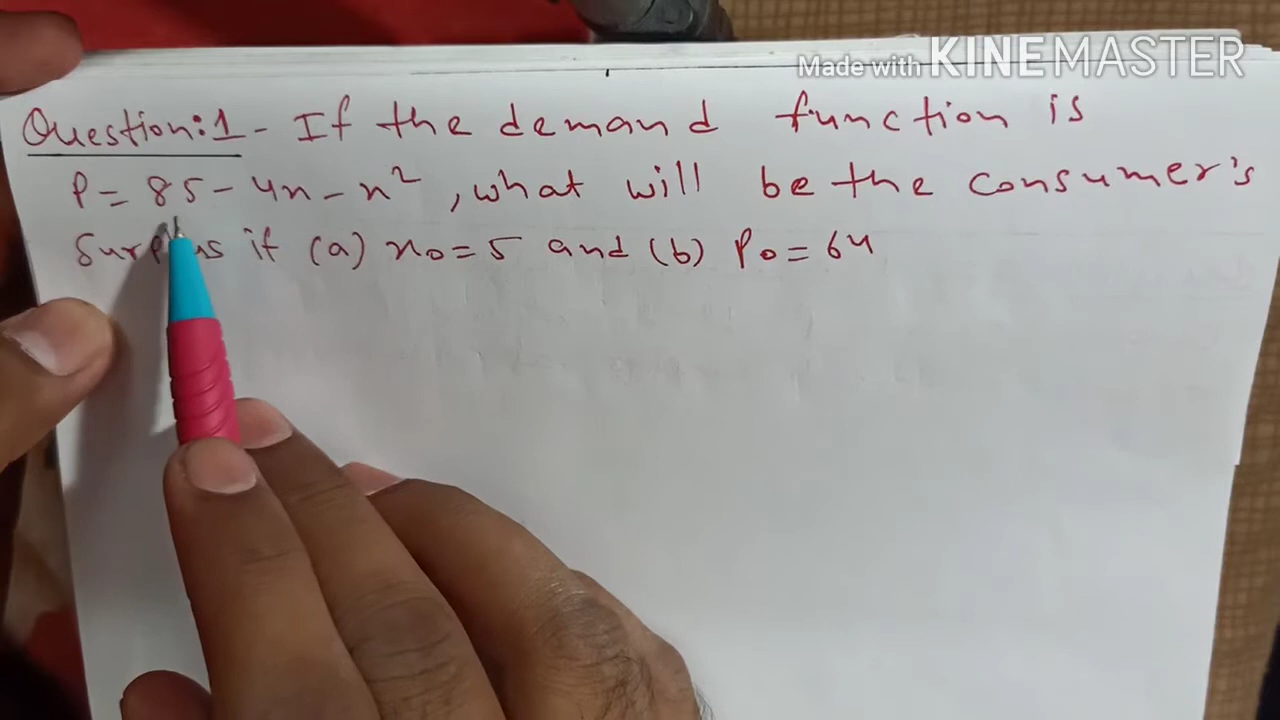 Made with KINEMASTER
Question:1 - If the demand function is
P = 85 - 4x - x², what will be the consumer's
Surplus if (a) x₀ = 5 and (b) P₀ = 64